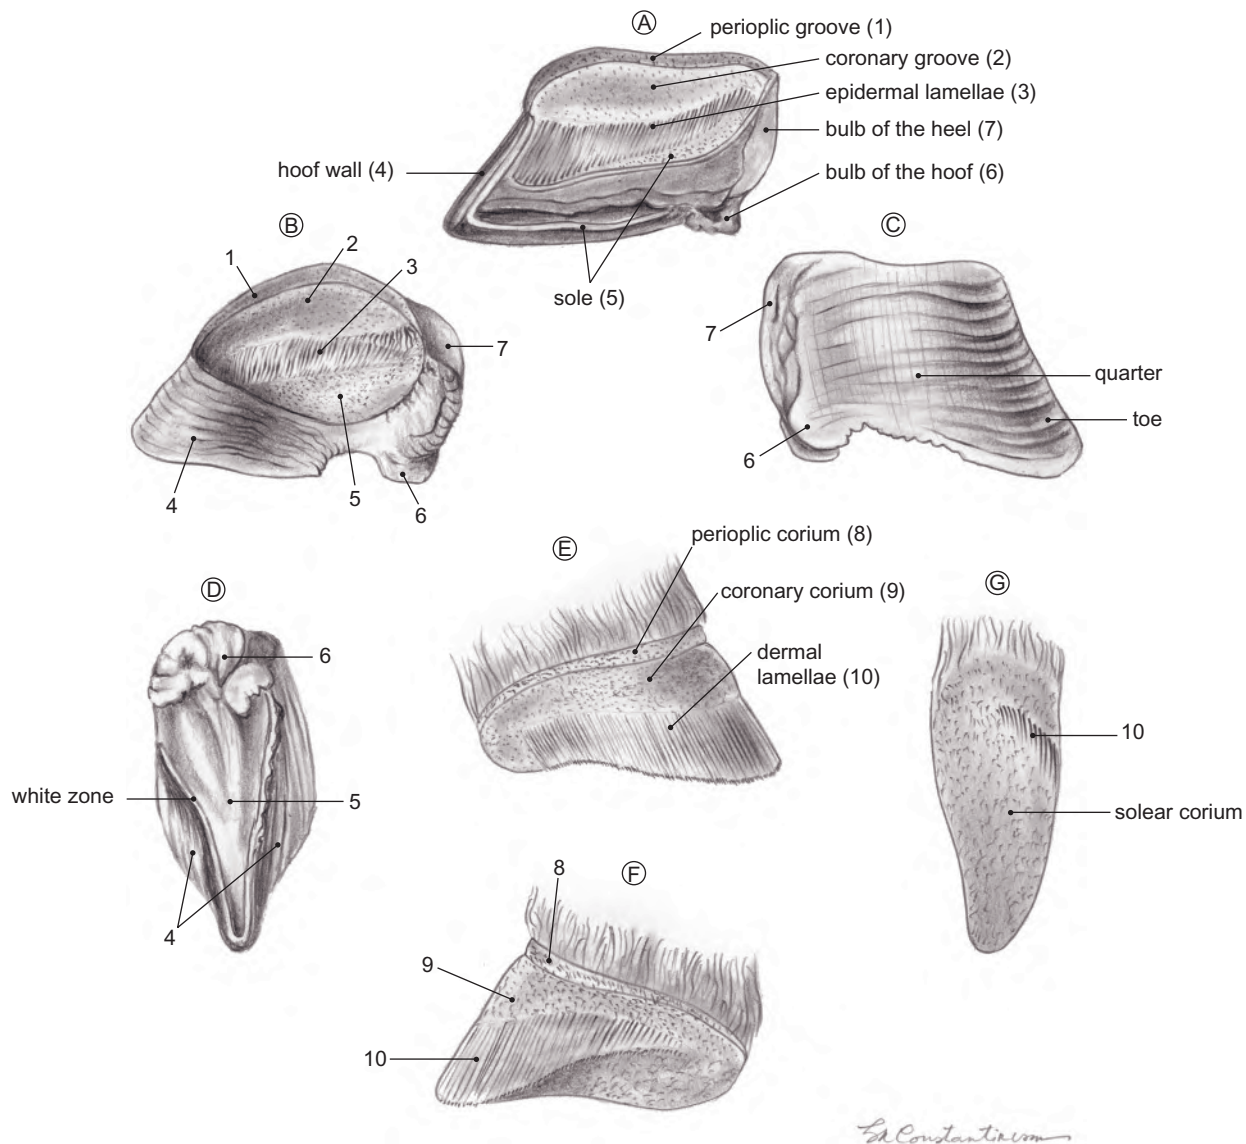 A
perioplic groove (1)
coronary groove (2)
epidermal lamellae (3)
bulb of the heel (7)
hoof wall (4)
bulb of the hoof (6)
sole (5)
B
1
2
3
7
4
5
6
C
7
6
quarter
toe
D
6
white zone
5
4
E
perioplic corium (8)
coronary corium (9)
dermal
lamellae (10)
G
10
solear corium
F
8
9
10